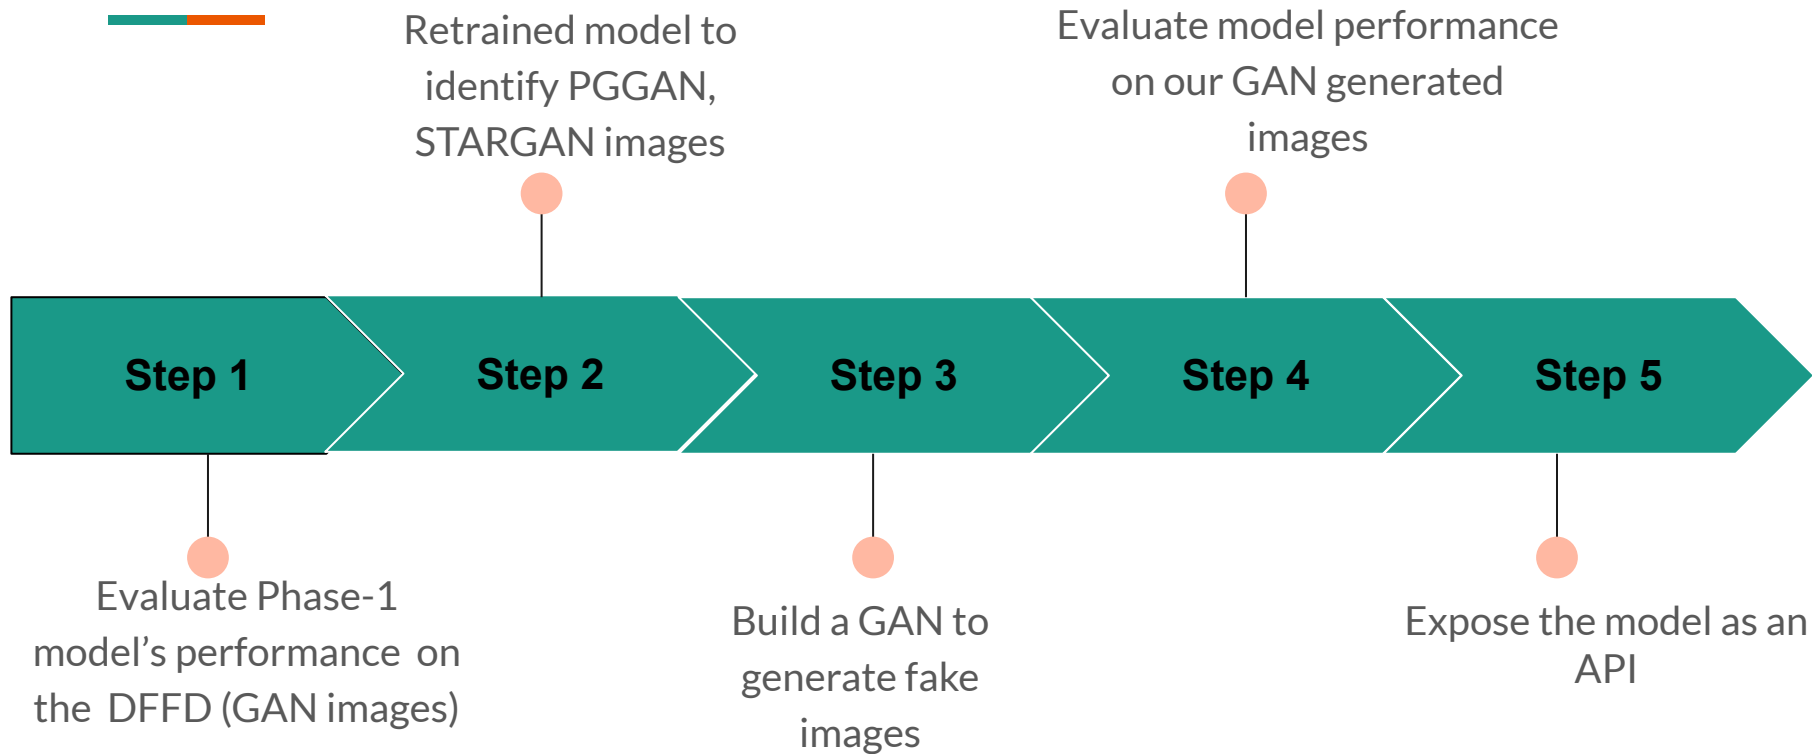 Retrained model to
identify PGGAN,
STARGAN images
Evaluate model performance
on our GAN generated
images
Step 1
Step 2
Step 3
Step 4
Step 5
Evaluate Phase-1
model’s performance on
the DFFD (GAN images)
Build a GAN to
generate fake
images
Expose the model as an
API